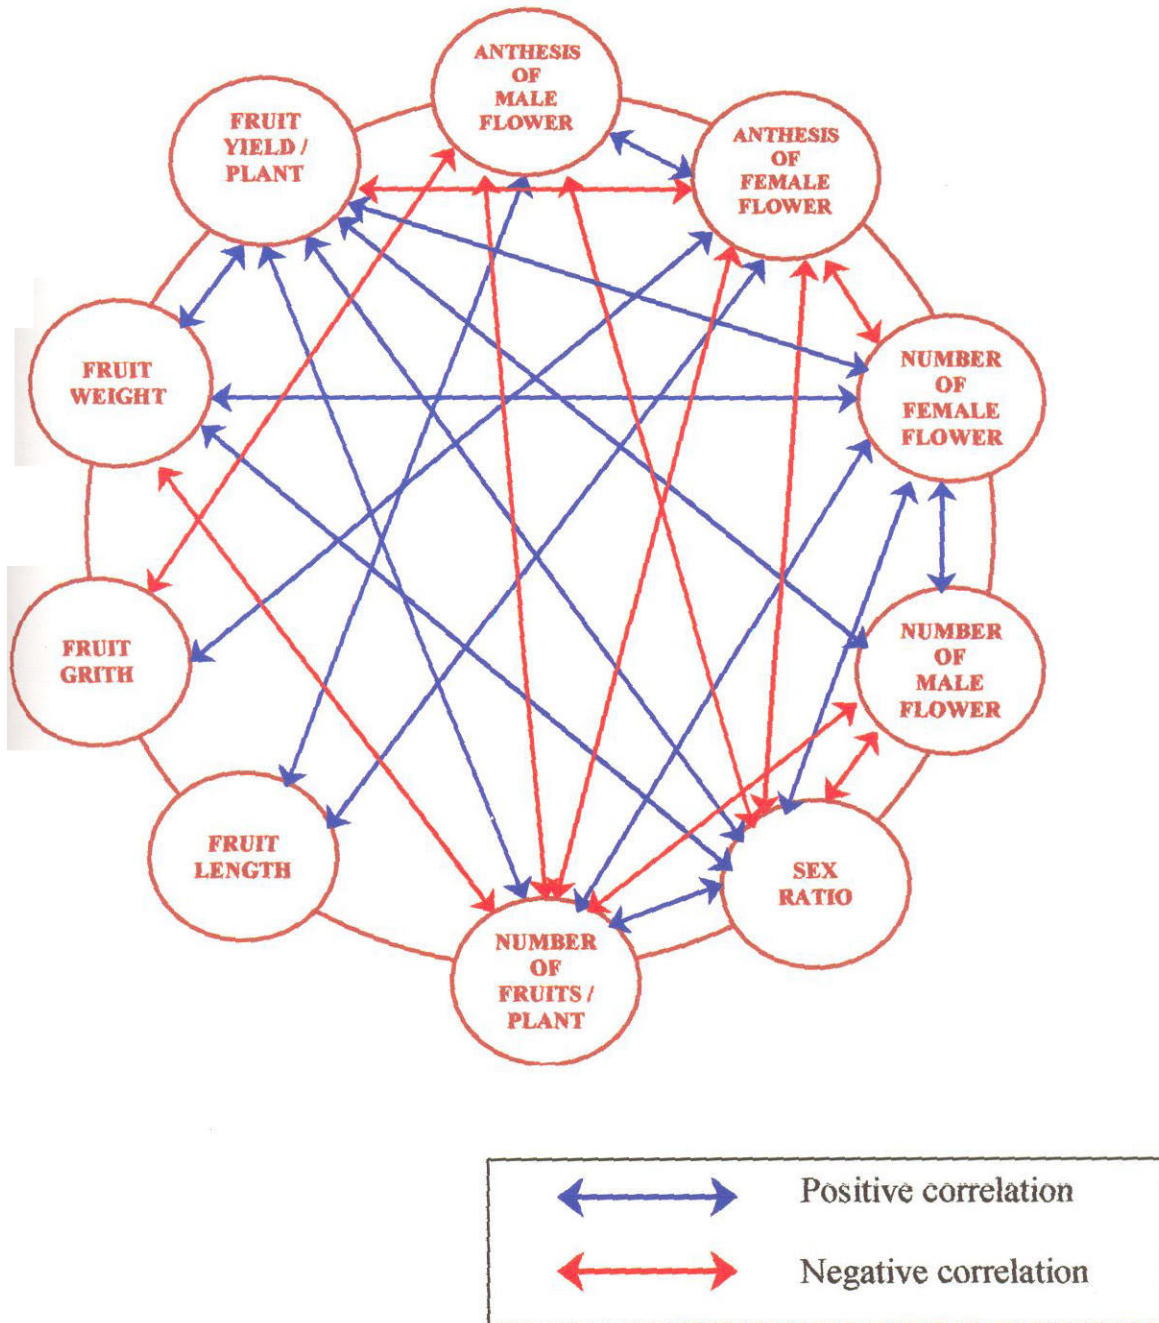 ANTHESIS
OF
MALE
FLOWER
ANTHESIS
OF
FEMALE
FLOWER
FRUIT
YIELD /
PLANT
NUMBER
OF
FEMALE
FLOWER
FRUIT
WEIGHT
NUMBER
OF
MALE
FLOWER
FRUIT
GRITH
SEX
RATIO
FRUIT
LENGTH
NUMBER
OF
FRUITS /
PLANT
Positive correlation
Negative correlation